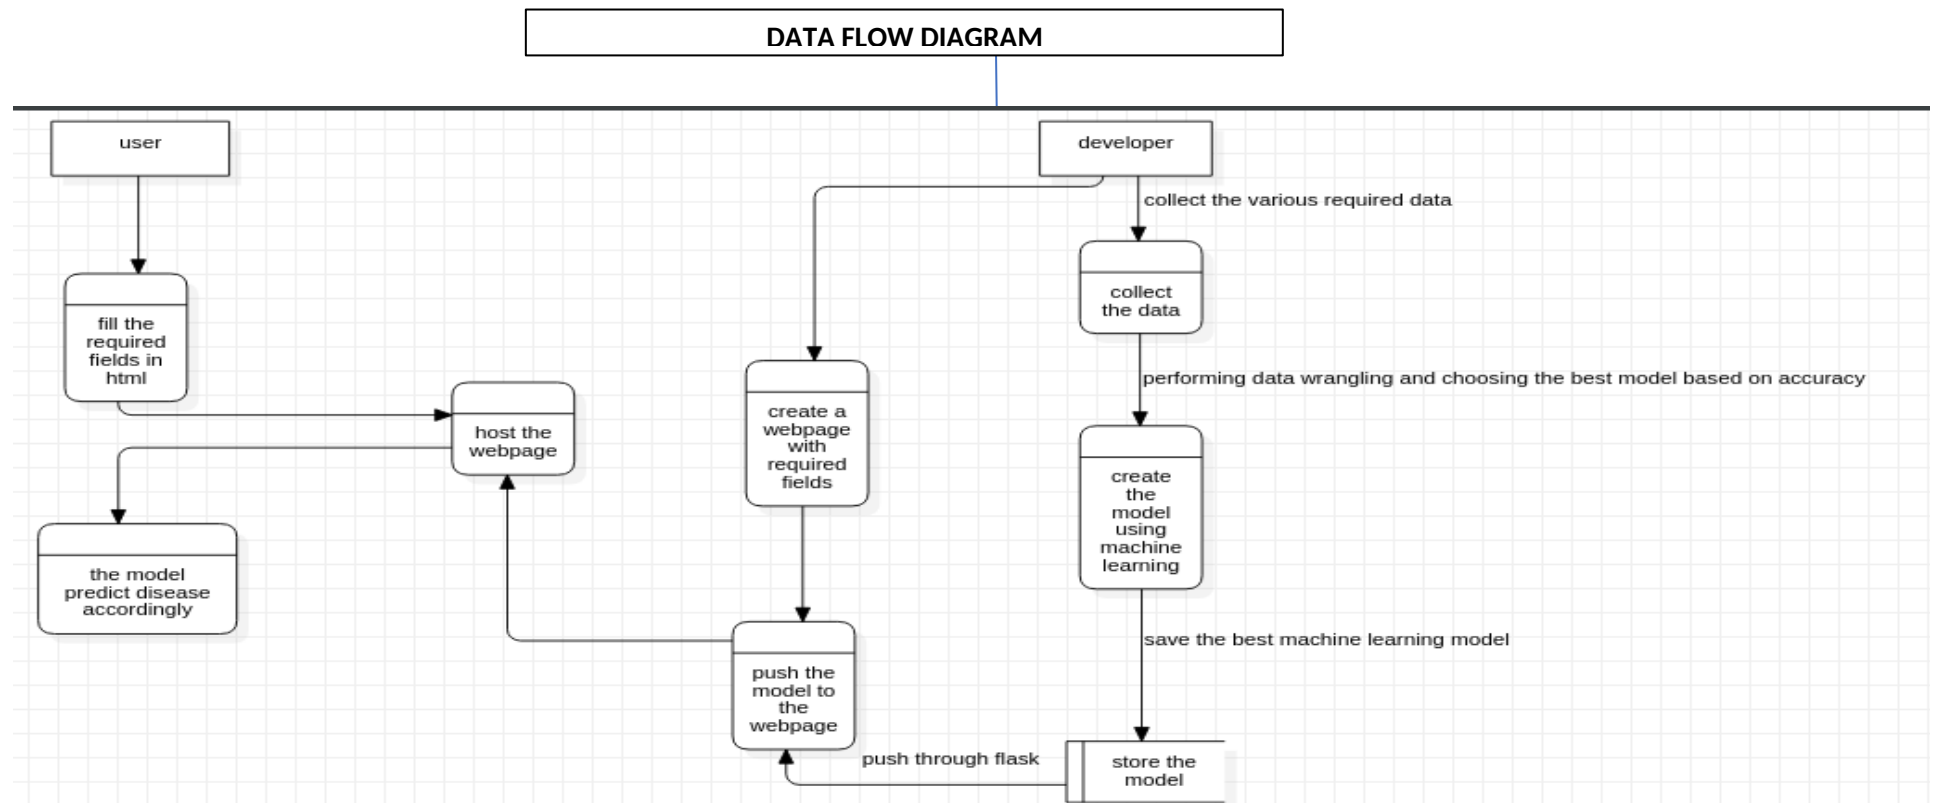 DATA FLOW DIAGRAM
user
developer
collect the various required data
collect
the data
fill the
required
fields in
html
performing data wrangling and choosing the best model based on accuracy
host the
webpage
create a
webpage
with
required
fields
create
the
model
using
machine
learning
the model
predict disease
accordingly
save the best machine learning model
push the
model to
the
webpage
push through flask
store the
model